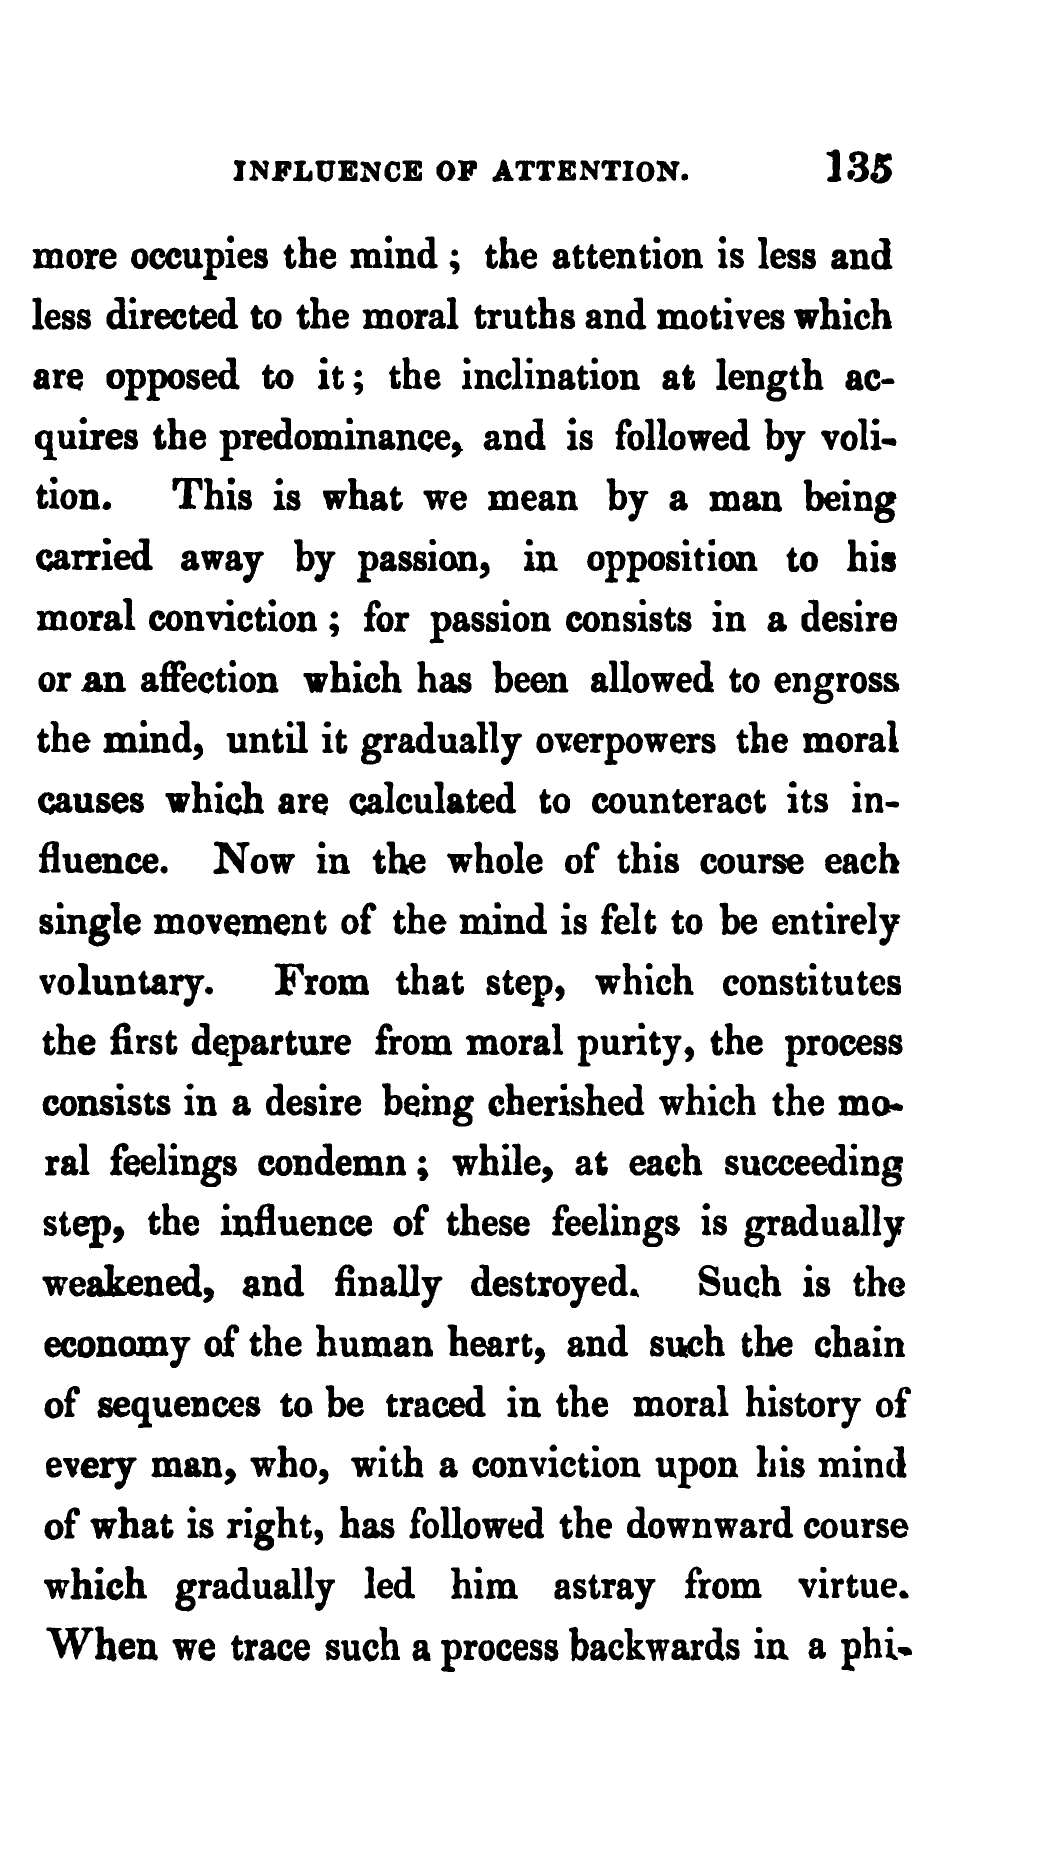 INFLUENCE OF ATTENTION. 135
more occupies the mind ; the attention is less and
less directed to the moral truths and motives which
are opposed to it ; the inclination at length ac-
quires the predominance, and is followed by voli-
tion. This is what we mean by a man being
carried away by passion, in opposition to his
moral conviction ; for passion consists in a desire
or an affection which has been allowed to engross
the mind, until it gradually overpowers the moral
causes which are calculated to counteract its in-
fluence. Now in the whole of this course each
single movement of the mind is felt to be entirely
voluntary. From that step, which constitutes
the first departure from moral purity, the process
consists in a desire being cherished which the mo-
ral feelings condemn ; while, at each succeeding
step, the influence of these feelings is gradually
weakened, and finally destroyed. Such is the
economy of the human heart, and such the chain
of sequences to be traced in the moral history of
every man, who, with a conviction upon his mind
of what is right, has followed the downward course
which gradually led him astray from virtue.
When we trace such a process backwards in a phi-